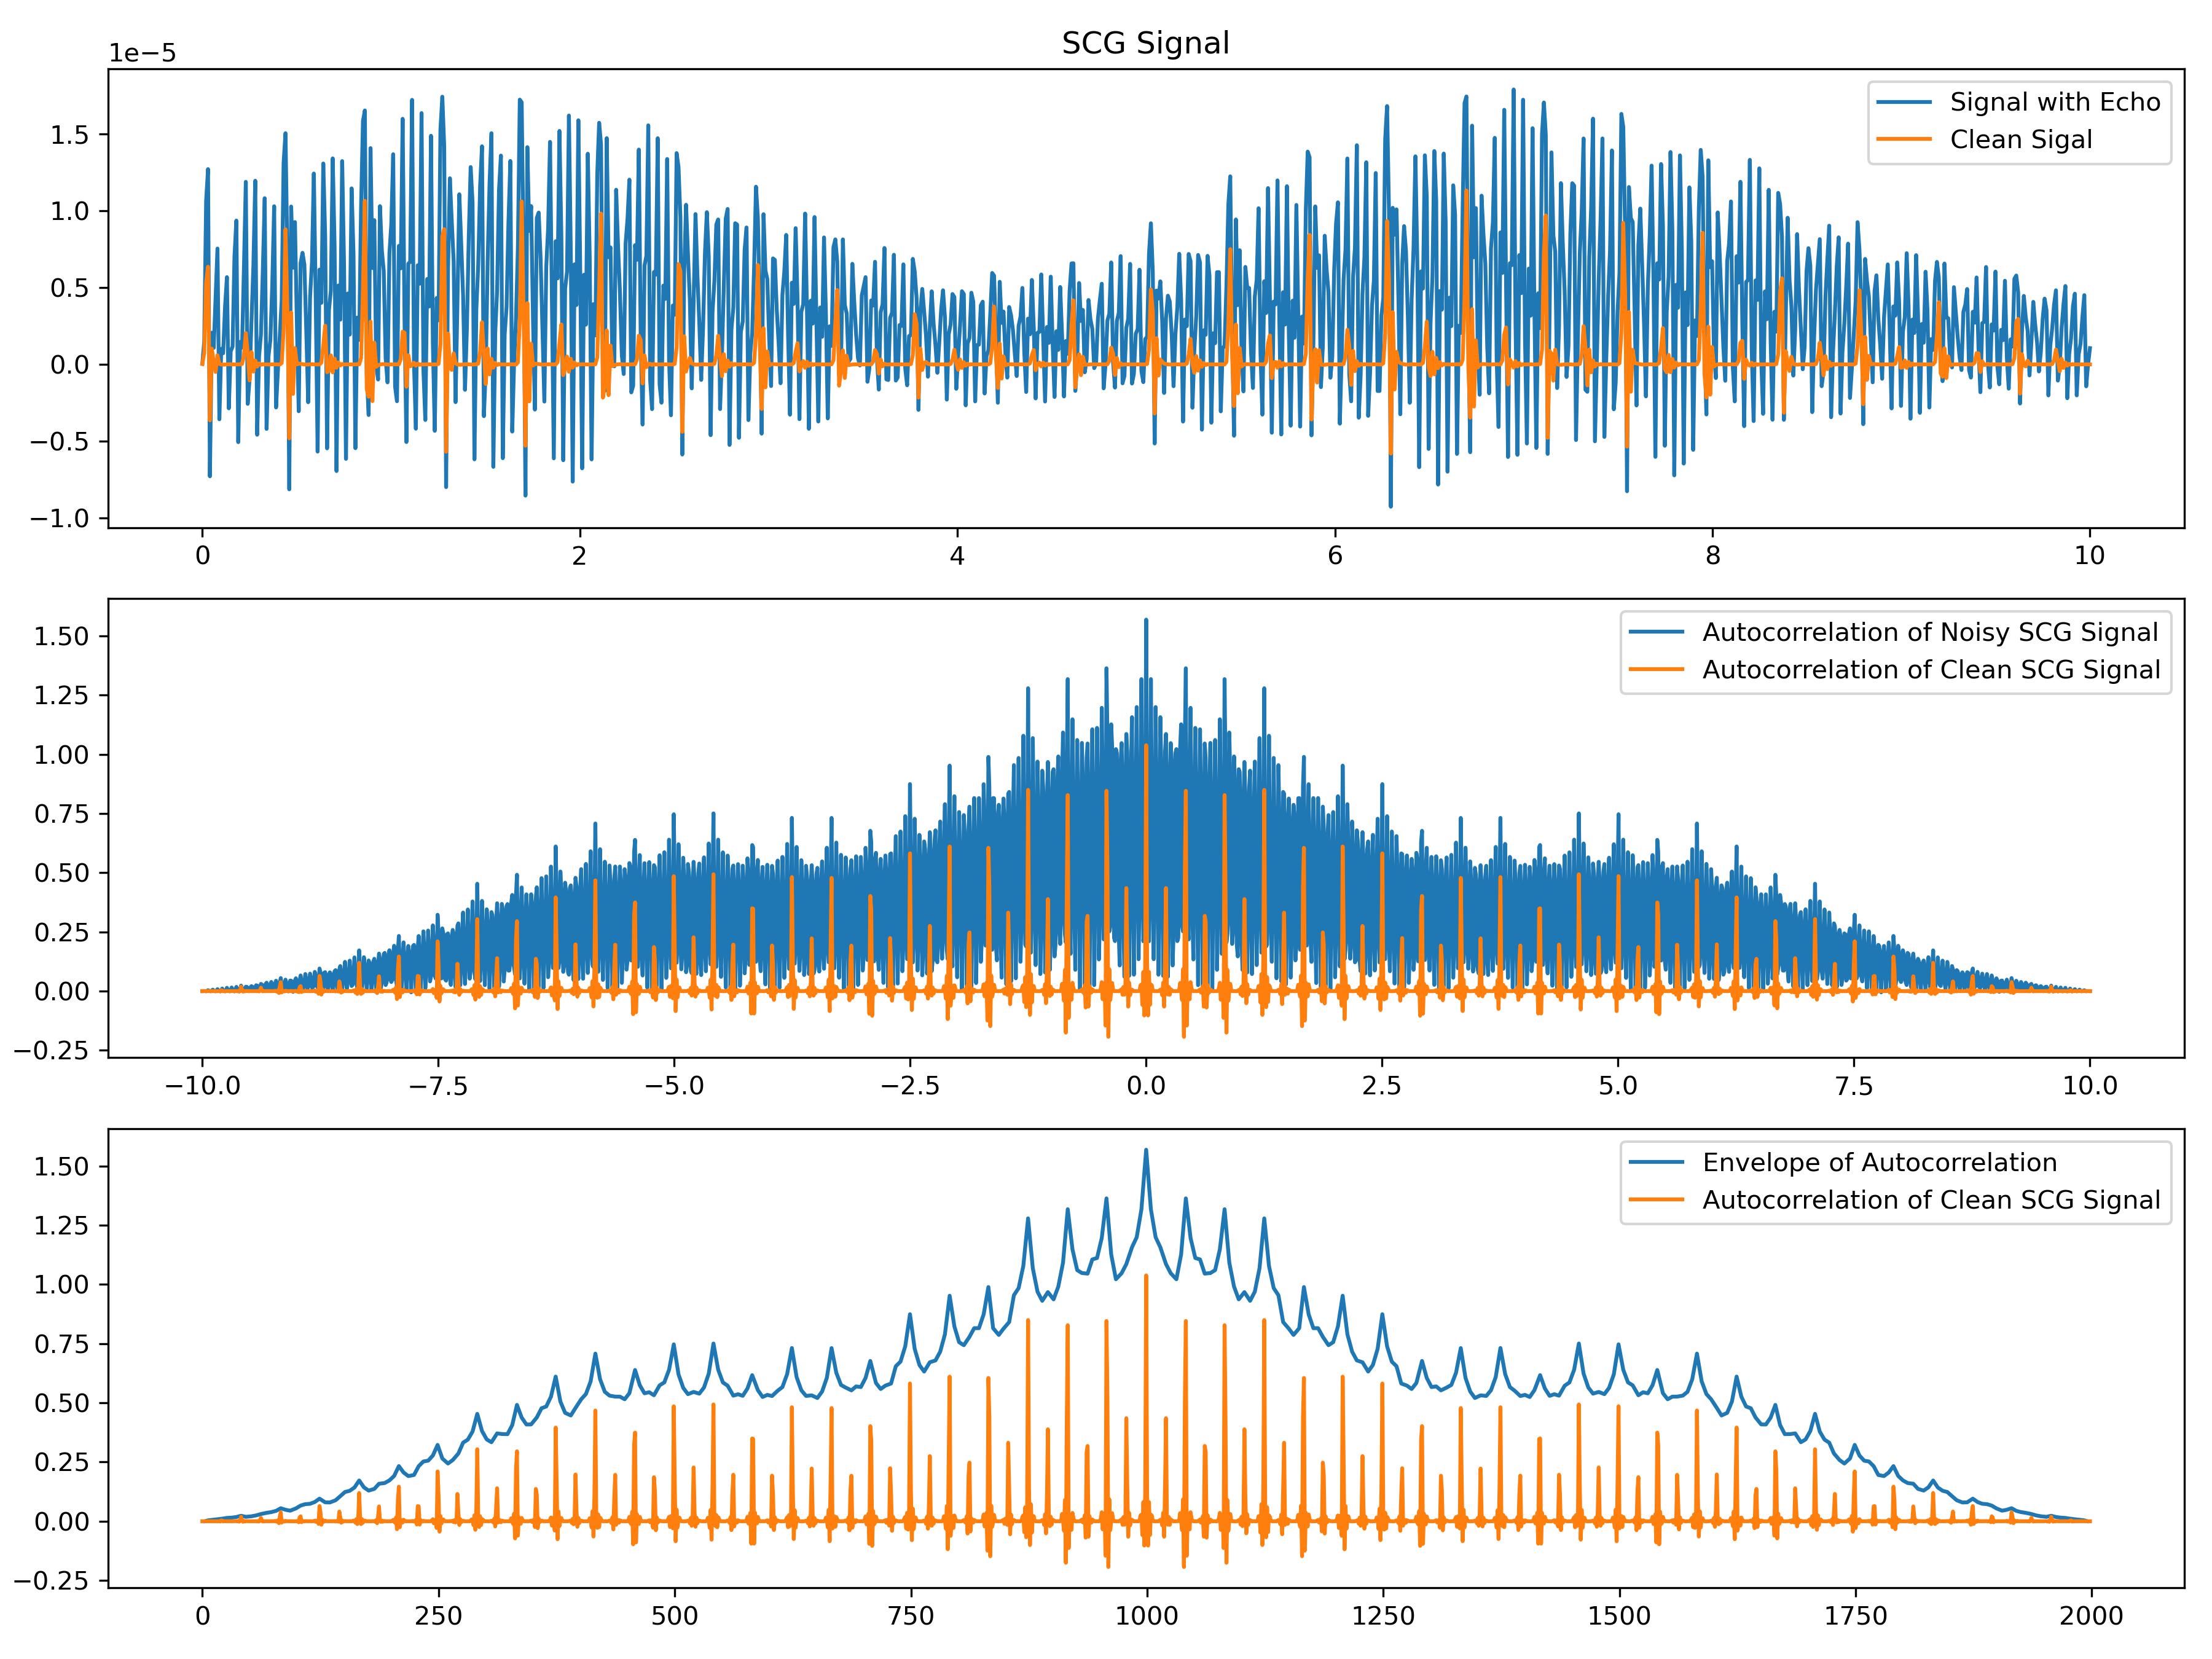 SCG Signal
1e−5
Signal with Echo
Clean Sigal
1.5
1.0
0.5
0.0
−0.5
−1.0
0 2 4 6 8 10
Autocorrelation of Noisy SCG Signal
Autocorrelation of Clean SCG Signal
1.50
1.25
1.00
0.75
0.50
0.25
0.00
−0.25
−10.0 −7.5 −5.0 −2.5 0.0 2.5 5.0 7.5 10.0
Envelope of Autocorrelation
Autocorrelation of Clean SCG Signal
1.50
1.25
1.00
0.75
0.50
0.25
0.00
−0.25
0 250 500 750 1000 1250 1500 1750 2000